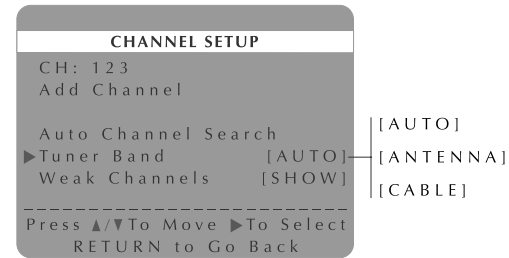 CHANNEL SETUP
CH: 123
Add Channel
Auto Channel Search
▶Tuner Band [AUTO]
Weak Channels [SHOW]
Press ▲/▼To Move ▶To Select
RETURN to Go Back
[AUTO]
[ANTENNA]
[CABLE]